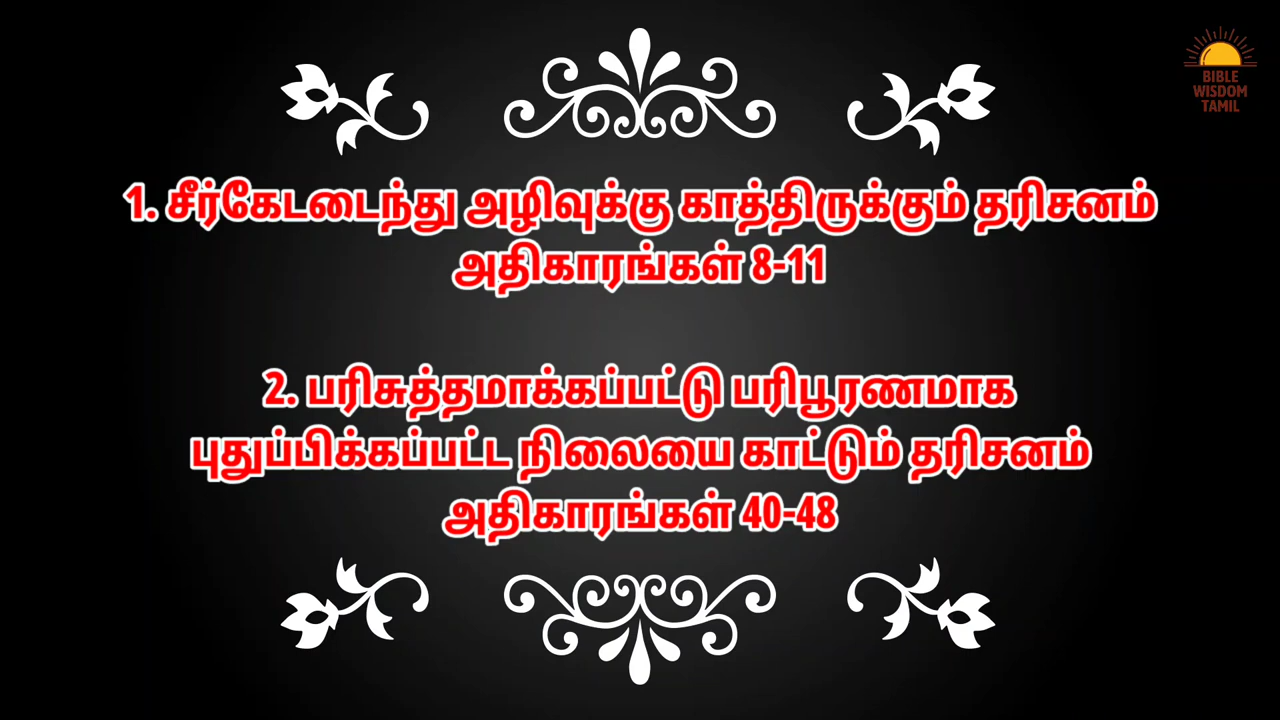 BIBLE
WISDOM
TAMIL
1. சீர்கேடடைந்து அழிவுக்கு காத்திருக்கும் தரிசனம்
அதிகாரங்கள் 8-11
2. பரிசுத்தமாக்கப்பட்டு பரிபூரணமாக
புதுப்பிக்கப்பட்ட நிலையை காட்டும் தரிசனம்
அதிகாரங்கள் 40-48